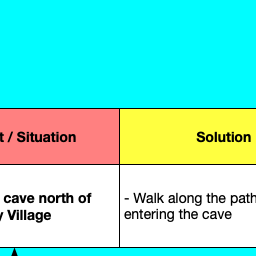 / Situation
Solution
cave north of
Village
- Walk along the path
entering the cave